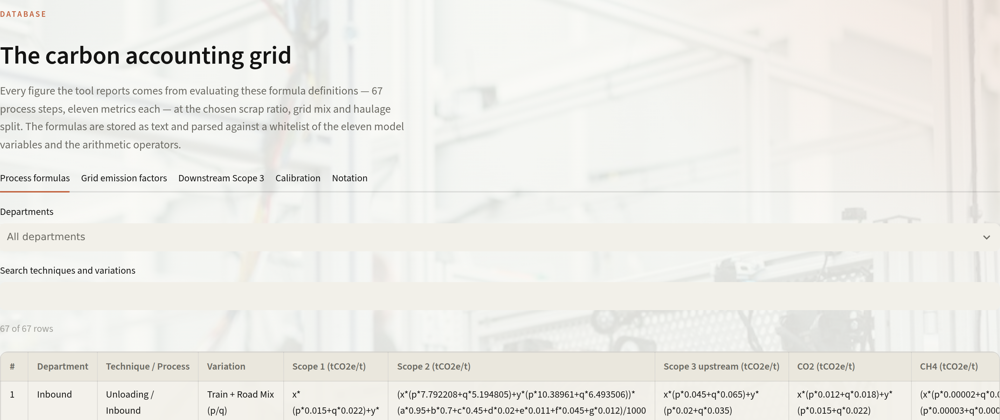 DATABASE
The carbon accounting grid
Every figure the tool reports comes from evaluating these formula definitions — 67
process steps, eleven metrics each — at the chosen scrap ratio, grid mix and haulage
split. The formulas are stored as text and parsed against a whitelist of the eleven model
variables and the arithmetic operators.
Process formulas Grid emission factors Downstream Scope 3 Calibration Notation
Departments
All departments
Search techniques and variations
67 of 67 rows
# Department Technique / Process Variation Scope 1 (tCO2e/t) Scope 2 (tCO2e/t) Scope 3 upstream (tCO2e/t) CO2 (tCO2e/t) CH4 (tCO2e/t)
1 Inbound Unloading / Train + Road Mix x* (x*(p*7.792208+q*5.194805)+y*(p*10.38961+q*6.493506))* x*(p*0.045+q*0.065)+y* x*(p*0.012+q*0.018)+y* (x*(p*0.00002+q*0.0
Inbound (p/q) (p*0.015+q*0.022)+y* (a*0.95+b*0.7+c*0.45+d*0.02+e*0.011+f*0.045+g*0.012)/1000 (p*0.02+q*0.035) (p*0.015+q*0.022) (p*0.00003+q*0.000